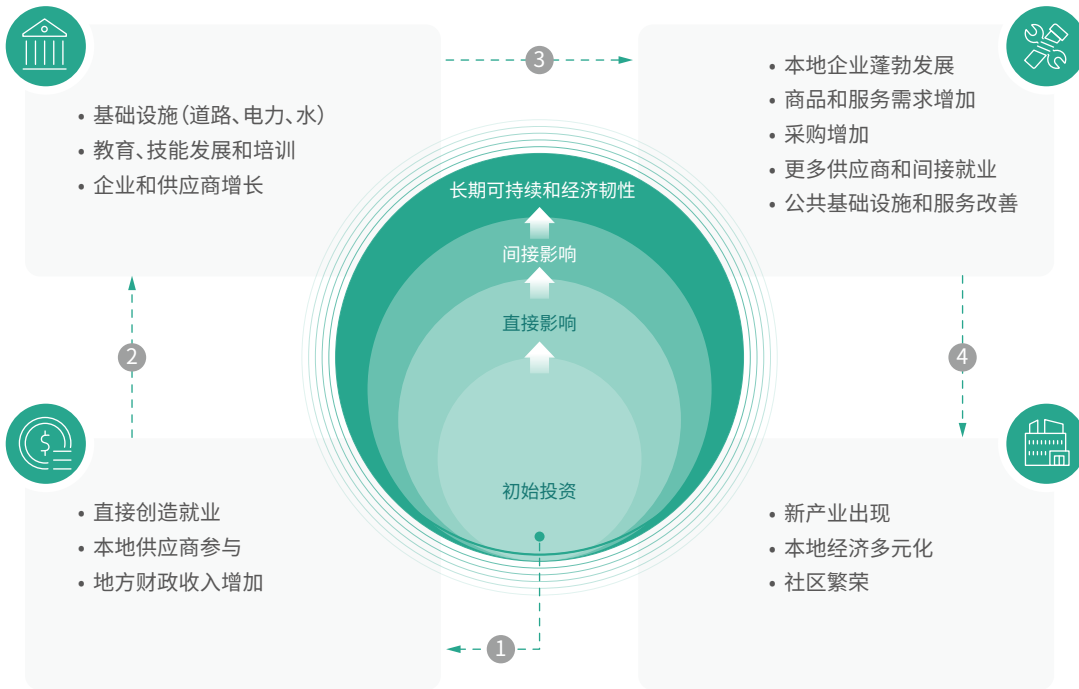 • 基础设施（道路、电力、水）
• 教育、技能发展和培训
• 企业和供应商增长
3
• 本地企业蓬勃发展
• 商品和服务需求增加
• 采购增加
• 更多供应商和间接就业
• 公共基础设施和服务改善
长期可持续和经济韧性
间接影响
直接影响
初始投资
2
4
$
• 直接创造就业
• 本地供应商参与
• 地方财政收入增加
1
• 新产业出现
• 本地经济多元化
• 社区繁荣